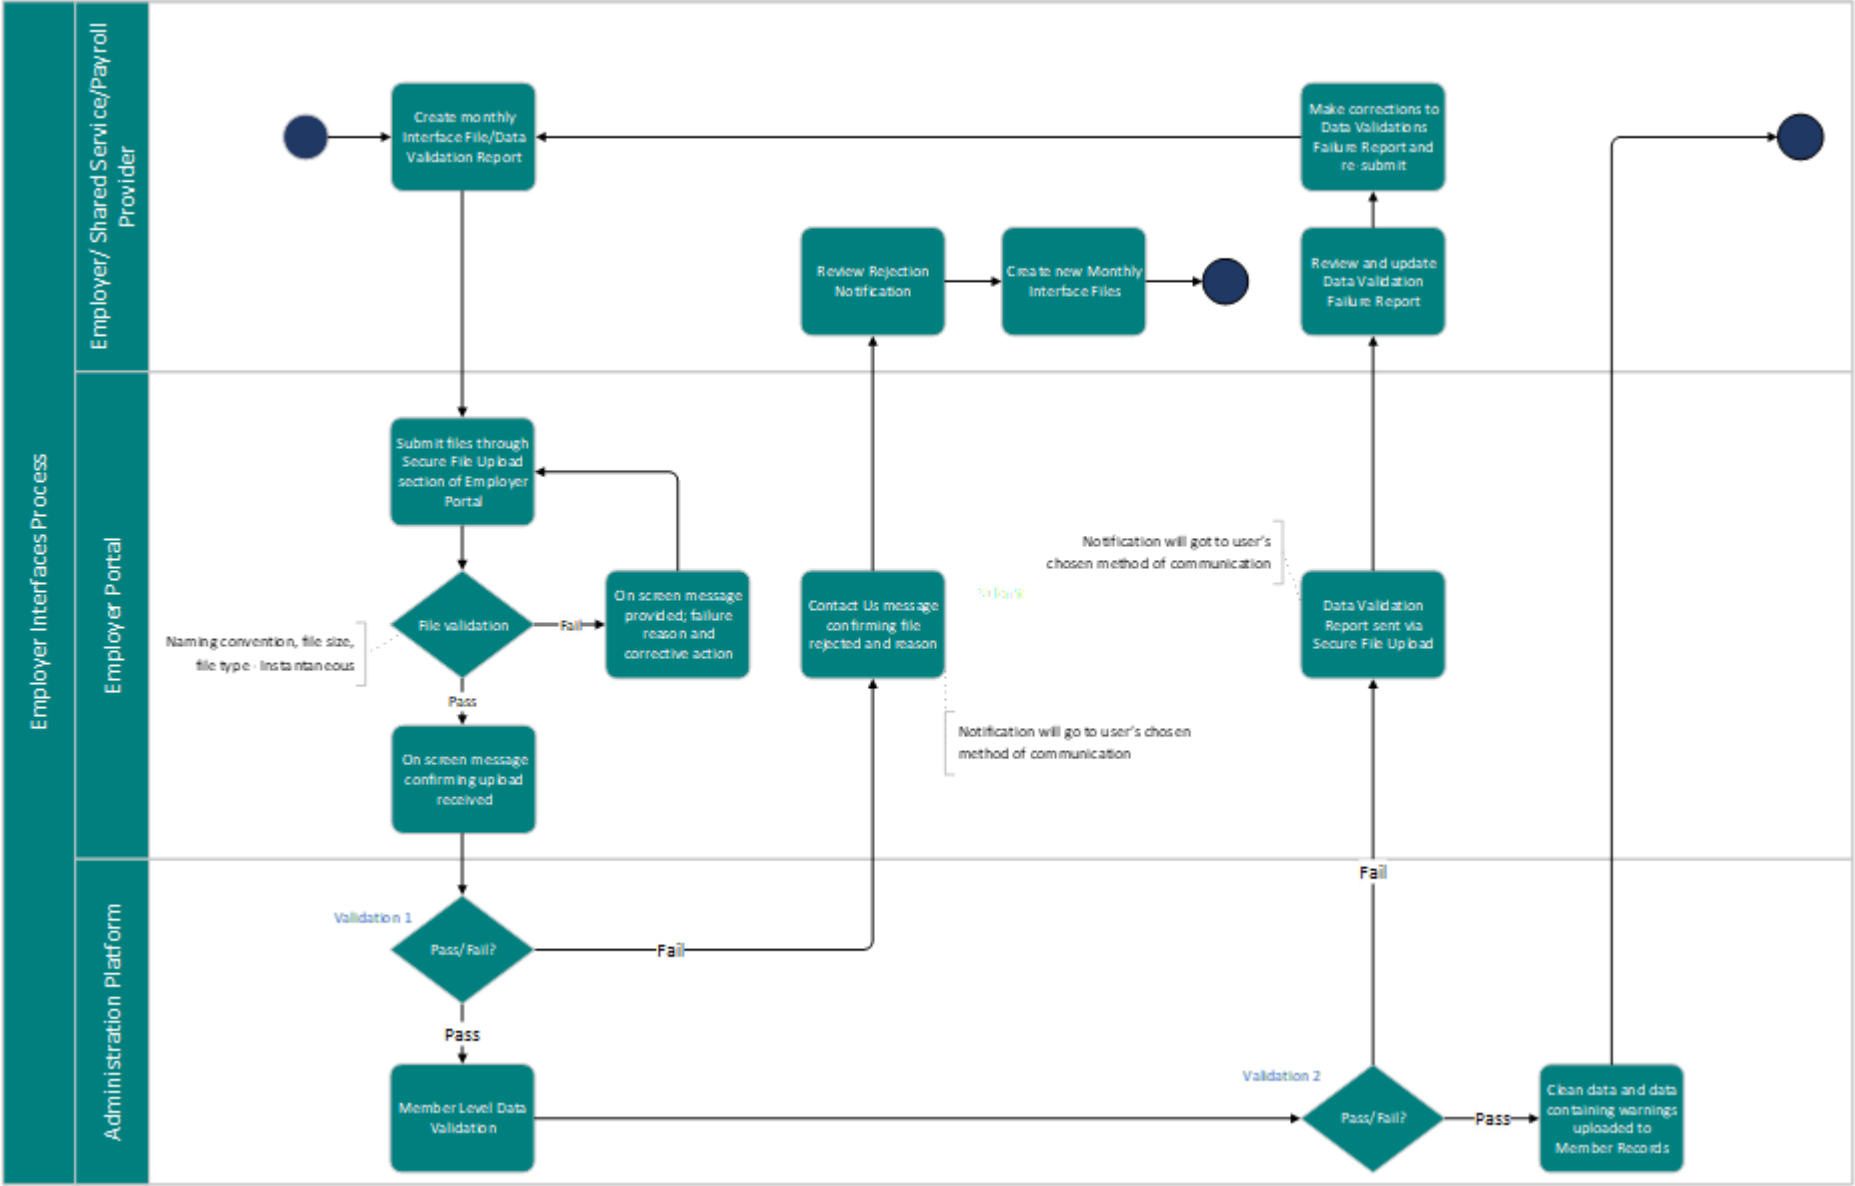 Employer Interfaces Process
Employer/ Shared Service/Payroll
Provider
Create monthly
Interface File/Data
Validation Report
Make corrections to
Data Validations
Failure Report and
re-submit
Review Rejection
Notification
Create new Monthly
Interface Files
Review and update
Data Validation
Failure Report
Employer Portal
Submit files through
Secure File Upload
section of Employer
Portal
File validation
Naming convention, file size,
file type - Instantaneous
Fail
On screen message
provided; failure
reason and
corrective action
Pass
On screen message
confirming upload
received
Contact Us message
confirming file
rejected and reason
Notification will go to user's chosen
method of communication
Notification will got to user's
chosen method of communication
Data Validation
Report sent via
Secure File Upload
Administration Platform
Validation 1
Pass/Fail?
Fail
Pass
Member Level Data
Validation
Fail
Validation 2
Pass/Fail?
Pass
Clean data and data
containing warnings
uploaded to
Member Records